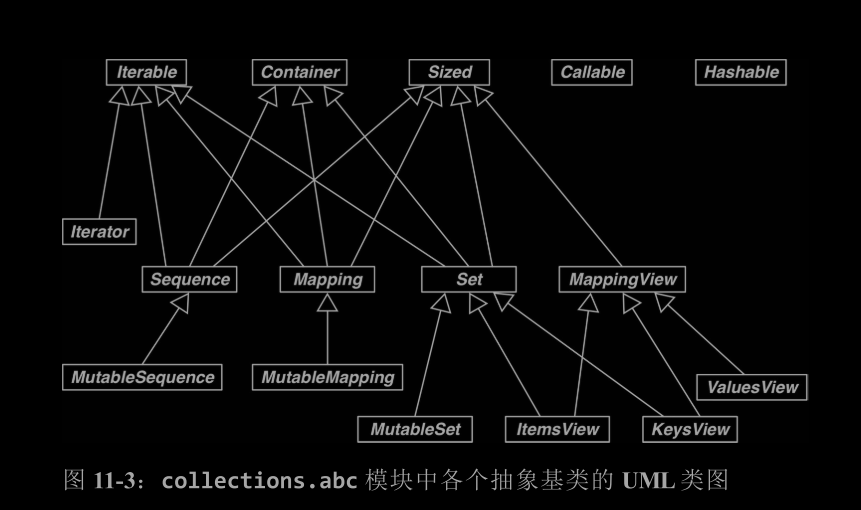 Iterable Container Sized Callable Hashable
Iterator
Sequence Mapping Set MappingView
MutableSequence MutableMapping ValuesView
MutableSet ItemsView KeysView
图 11-3：collections.abc 模块中各个抽象基类的 UML 类图